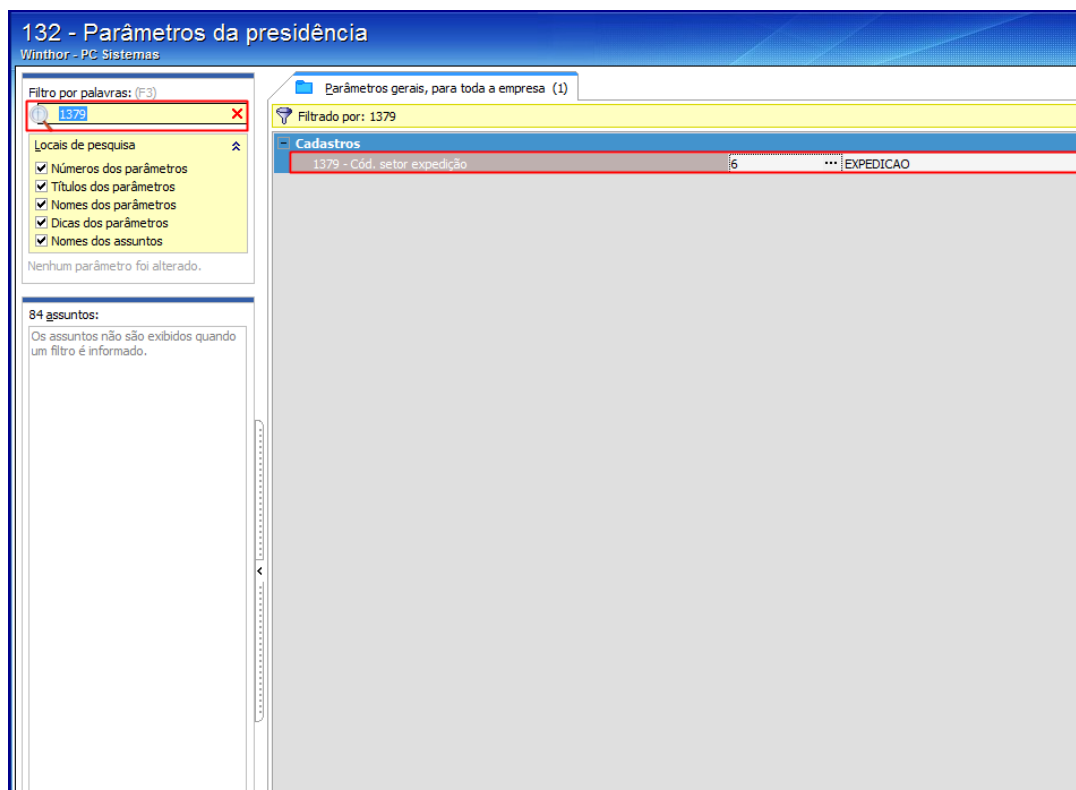 132 - Parâmetros da presidência
Winthor - PC Sistemas
Filtro por palavras: (F3)
1379
Locais de pesquisa
Números dos parâmetros
Títulos dos parâmetros
Nomes dos parâmetros
Dicas dos parâmetros
Nomes dos assuntos
Nenhum parâmetro foi alterado.
84 assuntos:
Os assuntos não são exibidos quando
um filtro é informado.
Parâmetros gerais, para toda a empresa (1)
Filtrado por: 1379
Cadastros
1379 - Cód. setor expedição 6 ... EXPEDICAO